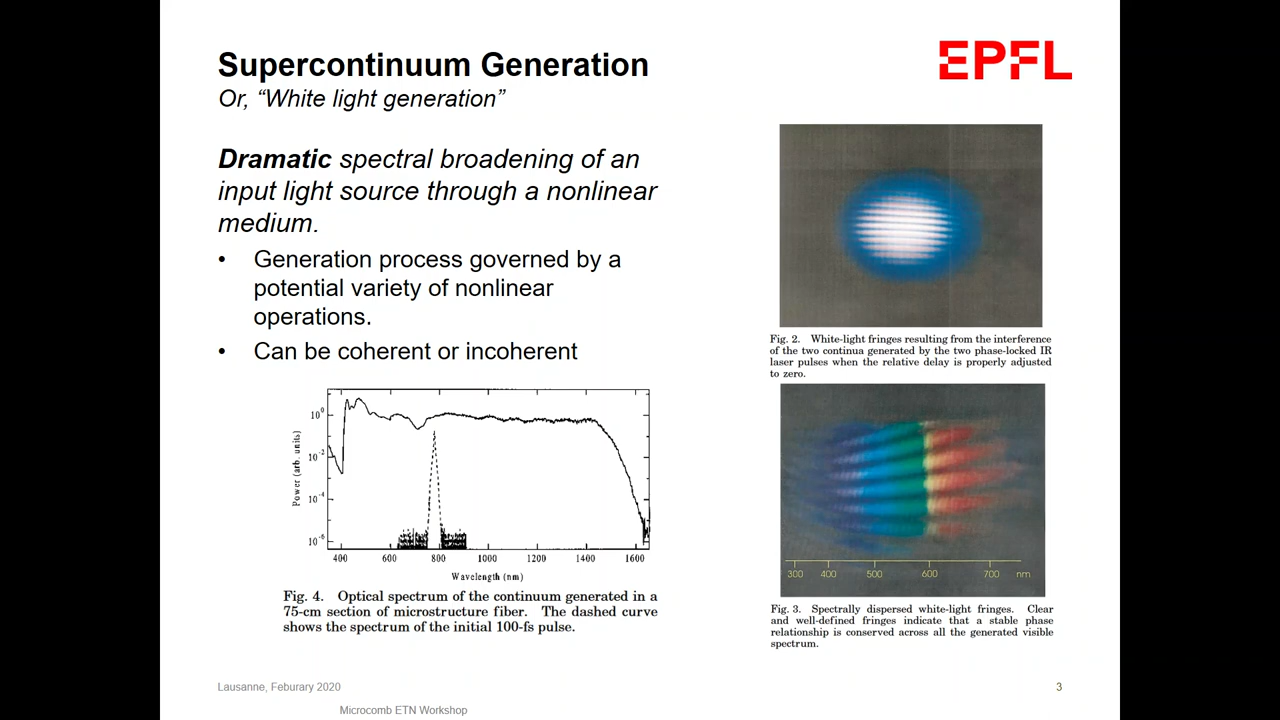 Supercontinuum Generation
Or, “White light generation”
EPFL
Dramatic spectral broadening of an
input light source through a nonlinear
medium.
• Generation process governed by a
potential variety of nonlinear
operations.
• Can be coherent or incoherent
Power (arb. units)
10^0
10^-2
10^-4
10^-6
400 600 800 1000 1200 1400 1600
Wavelength (nm)
Fig. 4. Optical spectrum of the continuum generated in a
75-cm section of microstructure fiber. The dashed curve
shows the spectrum of the initial 100-fs pulse.
Fig. 2. White-light fringes resulting from the interference
of the two continua generated by the two phase-locked IR
laser pulses when the relative delay is properly adjusted
to zero.
300 400 500 600 700 nm
Fig. 3. Spectrally dispersed white-light fringes. Clear
and well-defined fringes indicate that a stable phase
relationship is conserved across all the generated visible
spectrum.
Lausanne, Feburary 2020
3
Microcomb ETN Workshop